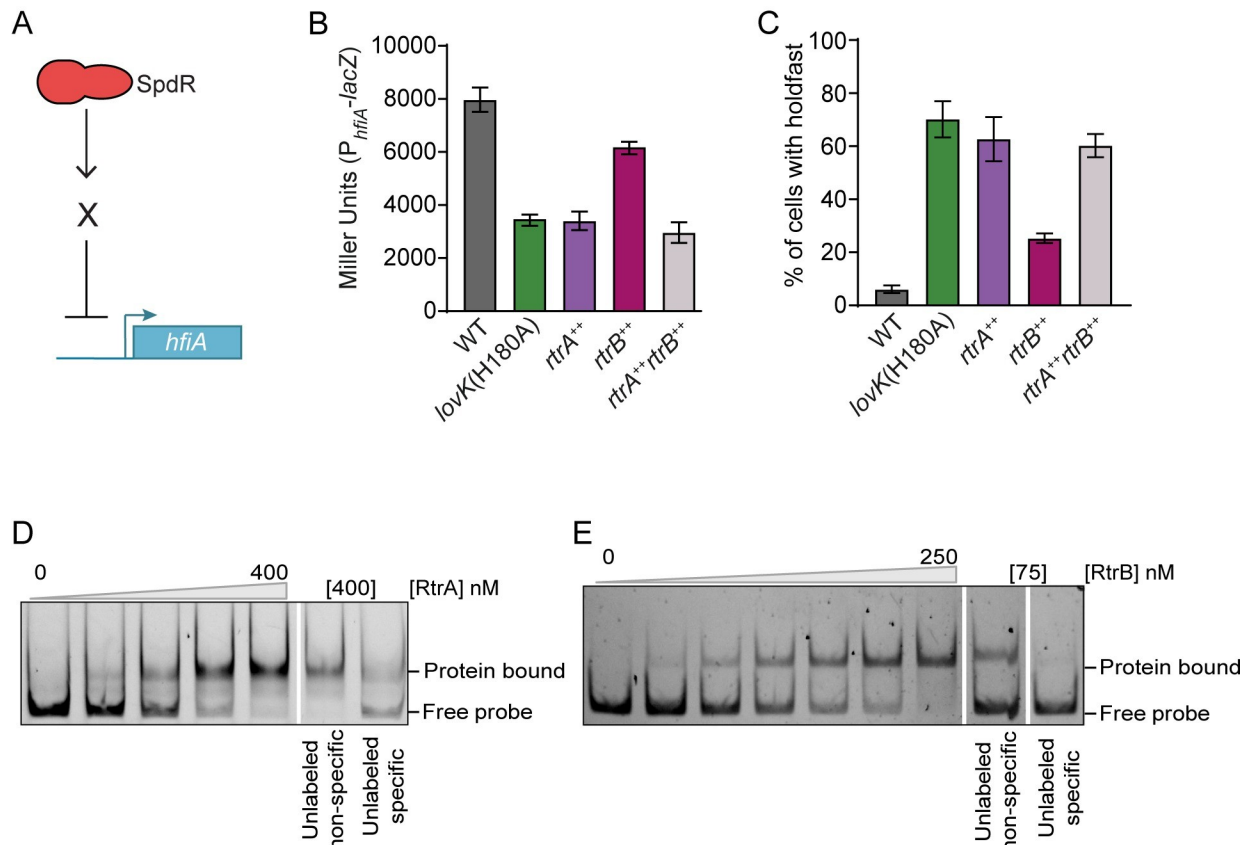 A
SpdR
X
hfiA
B
Miller Units (P_hfiA-lacZ)
10000
8000
6000
4000
2000
0
WT
lovK(H180A)
rtrA++
rtrB++
rtrA++rtrB++
C
% of cells with holdfast
100
80
60
40
20
0
WT
lovK(H180A)
rtrA++
rtrB++
rtrA++rtrB++
D
0 400 [400] [RtrA] nM
Protein bound
Free probe
Unlabeled
non-specific
Unlabeled
specific
E
0 250 [75] [RtrB] nM
Protein bound
Free probe
Unlabeled
non-specific
Unlabeled
specific